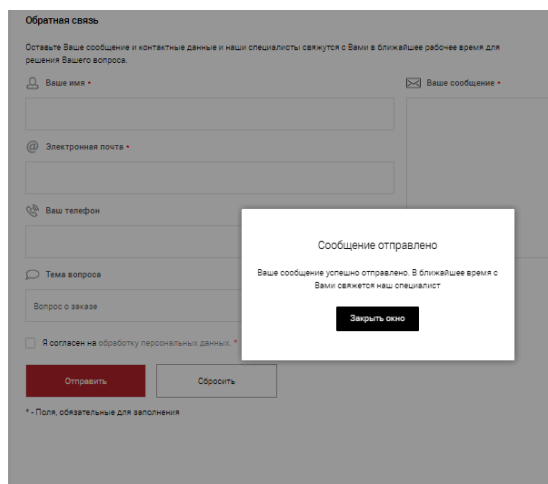 Обратная связь
Оставьте Ваше сообщение и контактные данные и наши специалисты свяжутся с Вами в ближайшее рабочее время для
решения Вашего вопроса.
Ваше имя •
Ваше сообщение •
Электронная почта •
Ваш телефон
Сообщение отправлено
Ваше сообщение успешно отправлено. В ближайшее время с
Вами свяжется наш специалист
Закрыть окно
Тема вопроса
Вопрос о заказе
Я согласен на обработку персональных данных. *
Отправить
Сбросить
* - Поля, обязательные для заполнения